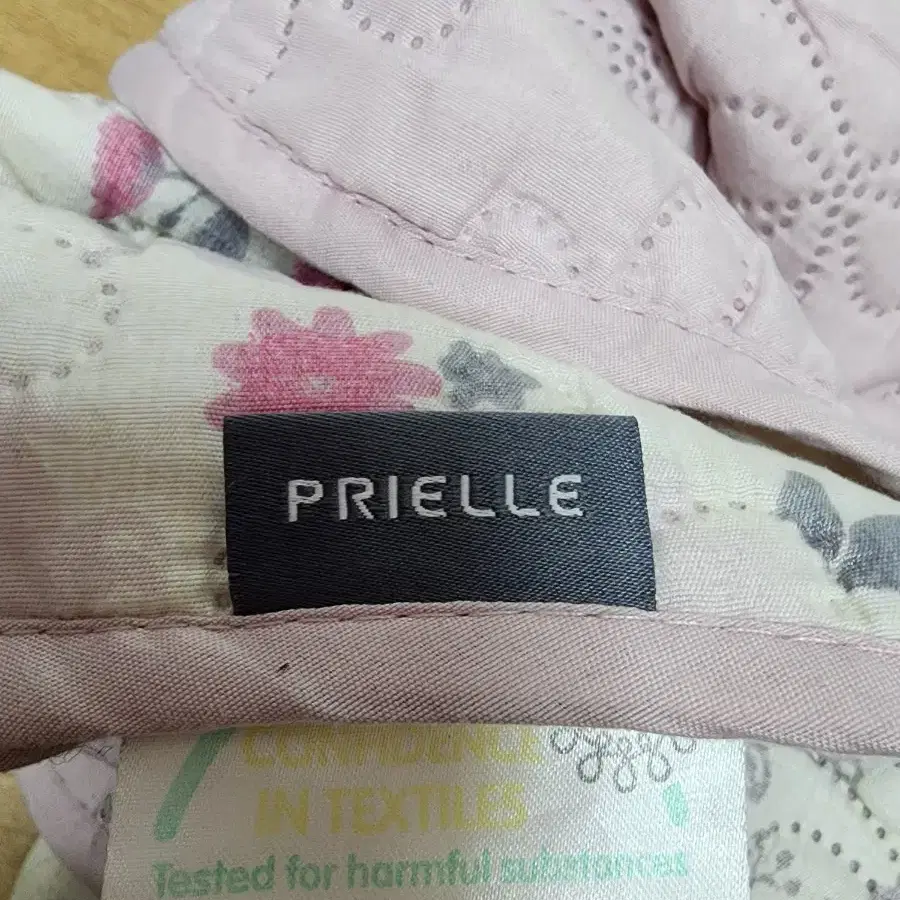 PRIELLE
CONFIDENCE
IN TEXTILES
Tested for harmful substances